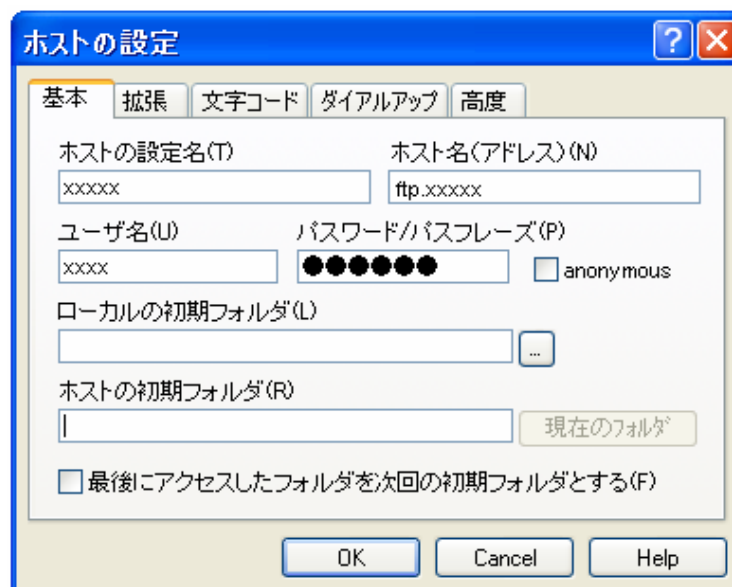 ホストの設定
基本 拡張 文字コード ダイアルアップ 高度
ホストの設定名(T) ホスト名(アドレス)(N)
xxxxx ftp.xxxxx
ユーザ名(U) パスワード/パスフレーズ(P)
xxxx ●●●●●● anonymous
ローカルの初期フォルダ(L)
...
ホストの初期フォルダ(R)
現在のフォルダ
最後にアクセスしたフォルダを次回の初期フォルダとする(F)
OK Cancel Help